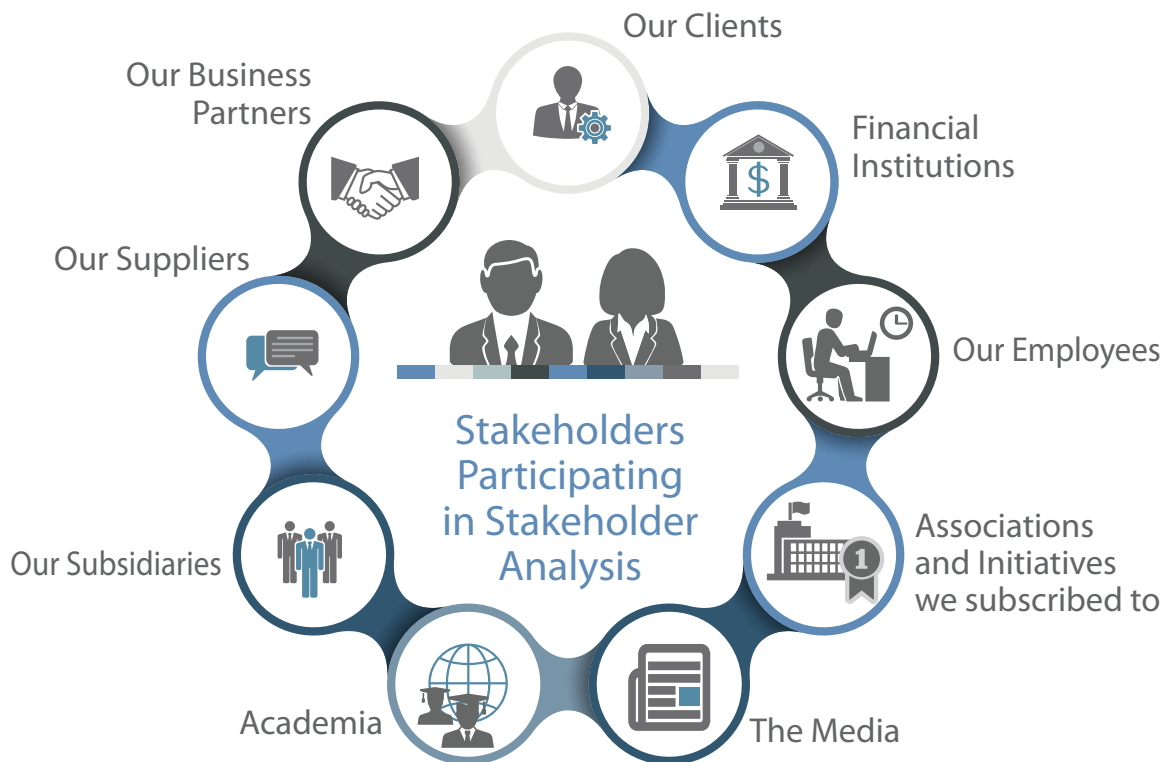 Our Clients
Financial
Institutions
$
Our Employees
Associations
and Initiatives
we subscribed to
1
The Media
Academia
Our Subsidiaries
Our Suppliers
Our Business
Partners
Stakeholders
Participating
in Stakeholder
Analysis